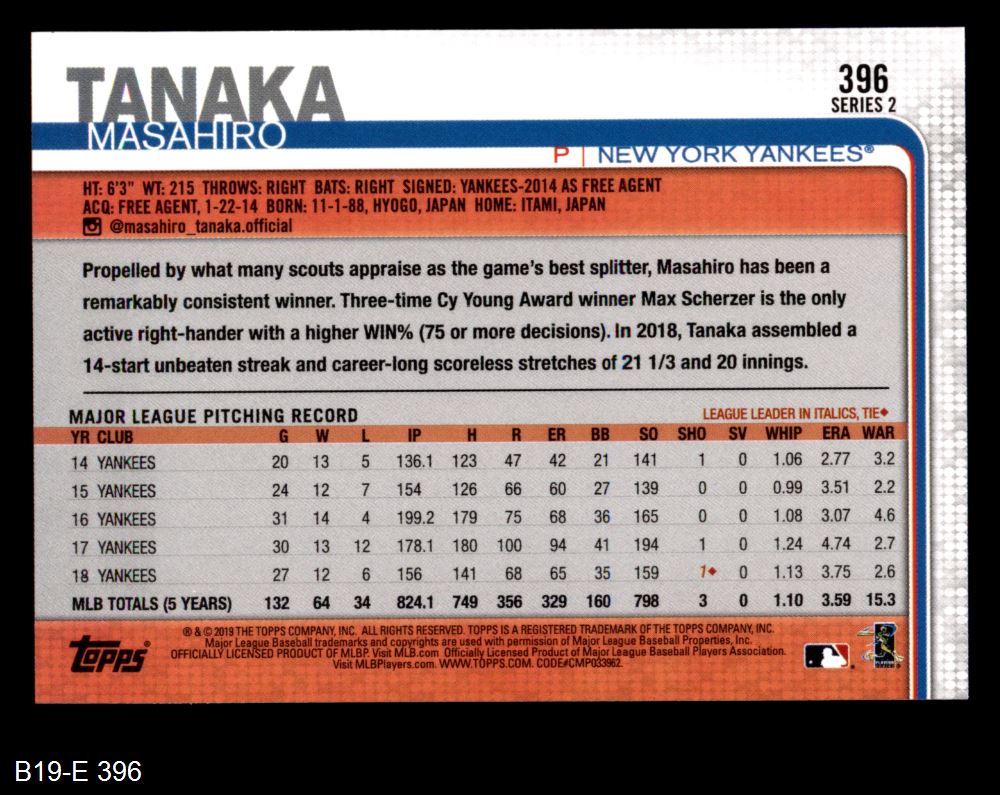 TANAKA
MASAHIRO
396
SERIES 2
P | NEW YORK YANKEES®
HT: 6'3" WT: 215 THROWS: RIGHT BATS: RIGHT SIGNED: YANKEES-2014 AS FREE AGENT
ACQ: FREE AGENT, 1-22-14 BORN: 11-1-88, HYOGO, JAPAN HOME: ITAMI, JAPAN
@masahiro_tanaka.official
Propelled by what many scouts appraise as the game's best splitter, Masahiro has been a
remarkably consistent winner. Three-time Cy Young Award winner Max Scherzer is the only
active right-hander with a higher WIN% (75 or more decisions). In 2018, Tanaka assembled a
14-start unbeaten streak and career-long scoreless stretches of 21 1/3 and 20 innings.
MAJOR LEAGUE PITCHING RECORD LEAGUE LEADER IN ITALICS, TIE♦
YR CLUB G W L IP H R ER BB SO SHO SV WHIP ERA WAR
14 YANKEES 20 13 5 136.1 123 47 42 21 141 1 0 1.06 2.77 3.2
15 YANKEES 24 12 7 154 126 66 60 27 139 0 0 0.99 3.51 2.2
16 YANKEES 31 14 4 199.2 179 75 68 36 165 0 0 1.08 3.07 4.6
17 YANKEES 30 13 12 178.1 180 100 94 41 194 1 0 1.24 4.74 2.7
18 YANKEES 27 12 6 156 141 68 65 35 159 1♦ 0 1.13 3.75 2.6
MLB TOTALS (5 YEARS) 132 64 34 824.1 749 356 329 160 798 3 0 1.10 3.59 15.3
Topps®
® & © 2019 THE TOPPS COMPANY, INC. ALL RIGHTS RESERVED. TOPPS IS A REGISTERED TRADEMARK OF THE TOPPS COMPANY, INC.
Major League Baseball trademarks and copyrights are used with permission of Major League Baseball Properties, Inc.
OFFICIALLY LICENSED PRODUCT OF MLBP. Visit MLB.com Officially Licensed Product of Major League Baseball Players Association.
Visit MLBPlayers.com. WWW.TOPPS.COM. CODE#CMP033962.
B19-E 396